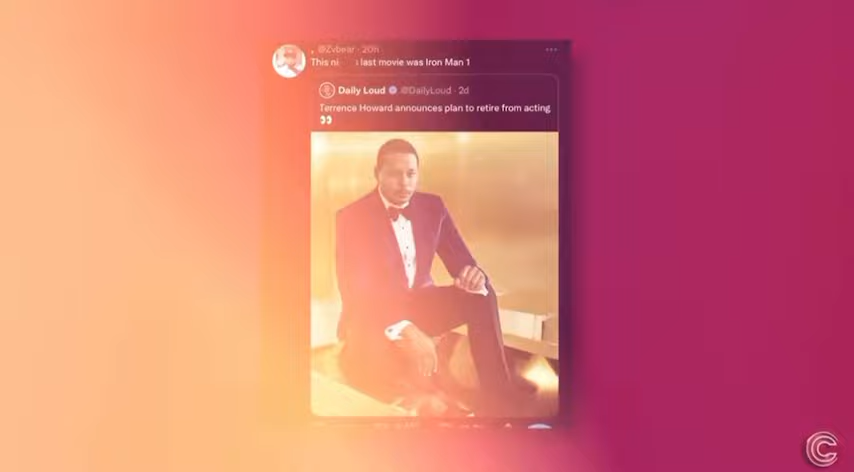 @Zvbear · 20h
This ni s last movie was Iron Man 1
Daily Loud @DailyLoud · 2d
Terrence Howard announces plan to retire from acting
👀